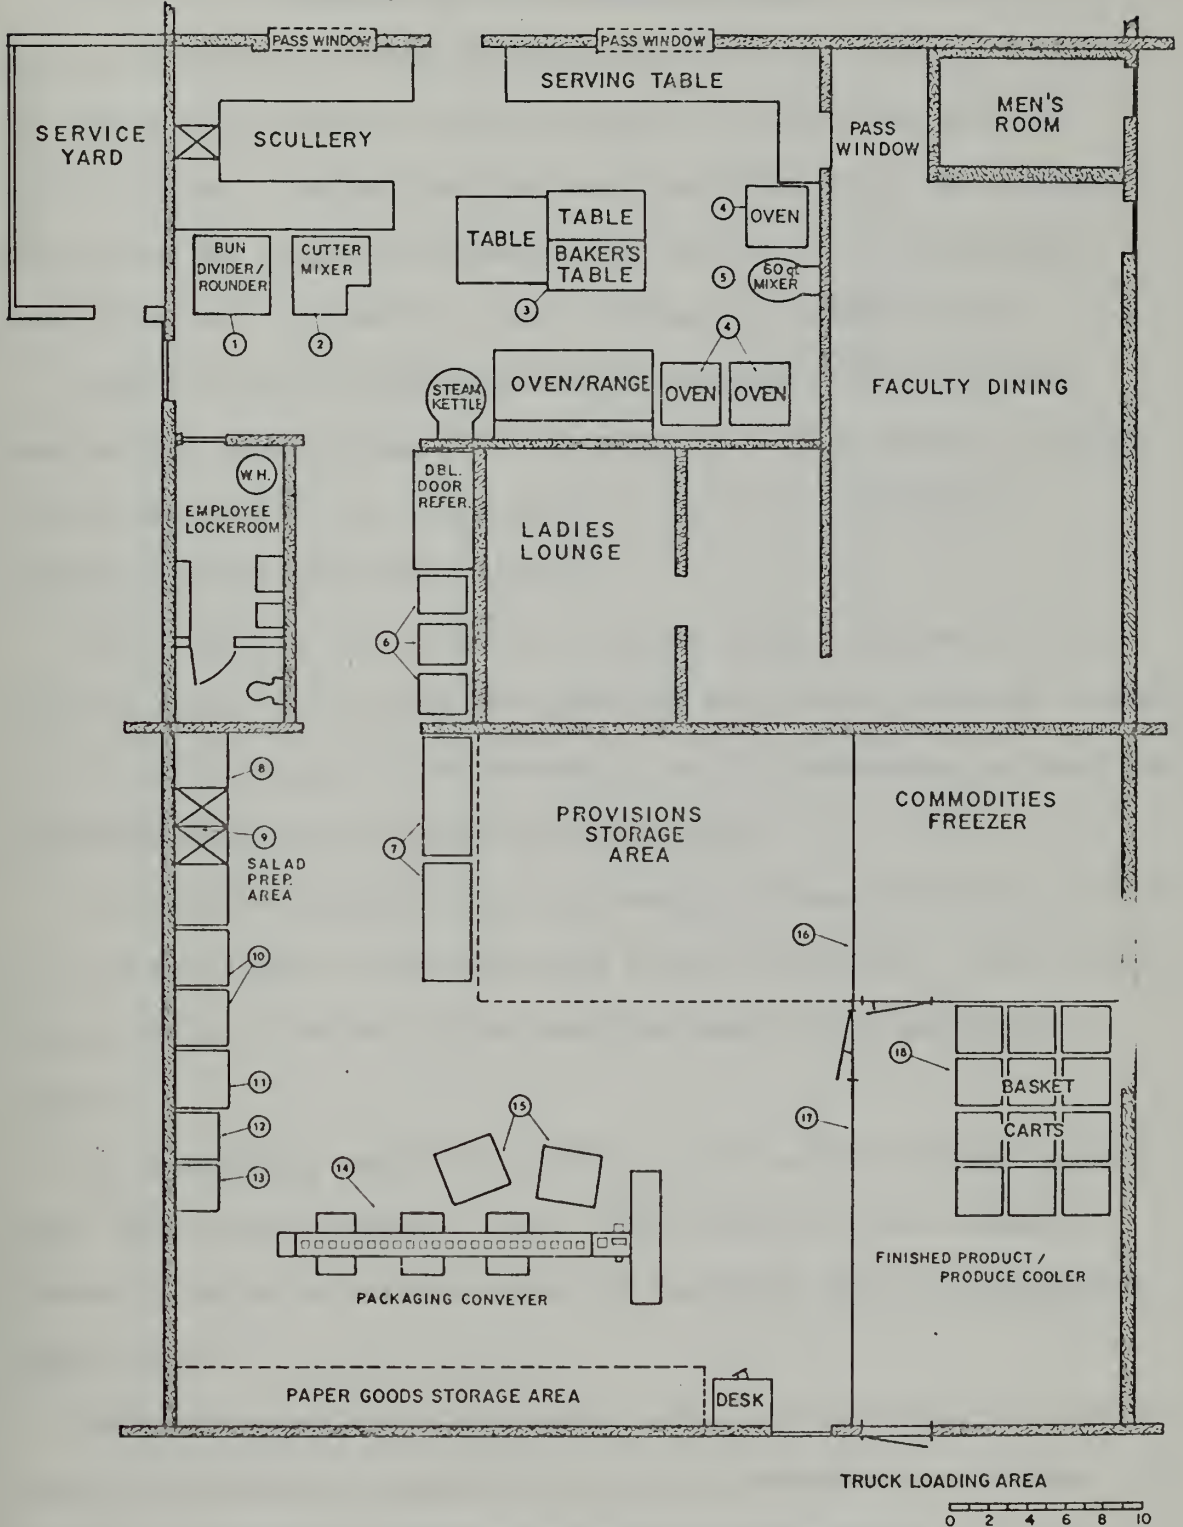 PASS WINDOW
PASS WINDOW
SERVING TABLE
MEN'S
ROOM
SERVICE
YARD
SCULLERY
PASS
WINDOW
TABLE
TABLE
BAKER'S
TABLE
3
4
OVEN
5
60 qt
MIXER
BUN
DIVIDER/
ROUNDER
CUTTER
MIXER
1
2
4
STEAM
KETTLE
OVEN/RANGE
OVEN
OVEN
FACULTY DINING
W.H.
EMPLOYEE
LOCKEROOM
DBL.
DOOR
REFER.
LADIES
LOUNGE
6
8
9
SALAD
PREP.
AREA
7
PROVISIONS
STORAGE
AREA
COMMODITIES
FREEZER
10
16
11
12
13
14
15
17
18
BASKET
CARTS
PACKAGING CONVEYER
FINISHED PRODUCT /
PRODUCE COOLER
PAPER GOODS STORAGE AREA
DESK
TRUCK LOADING AREA
0 2 4 6 8 10